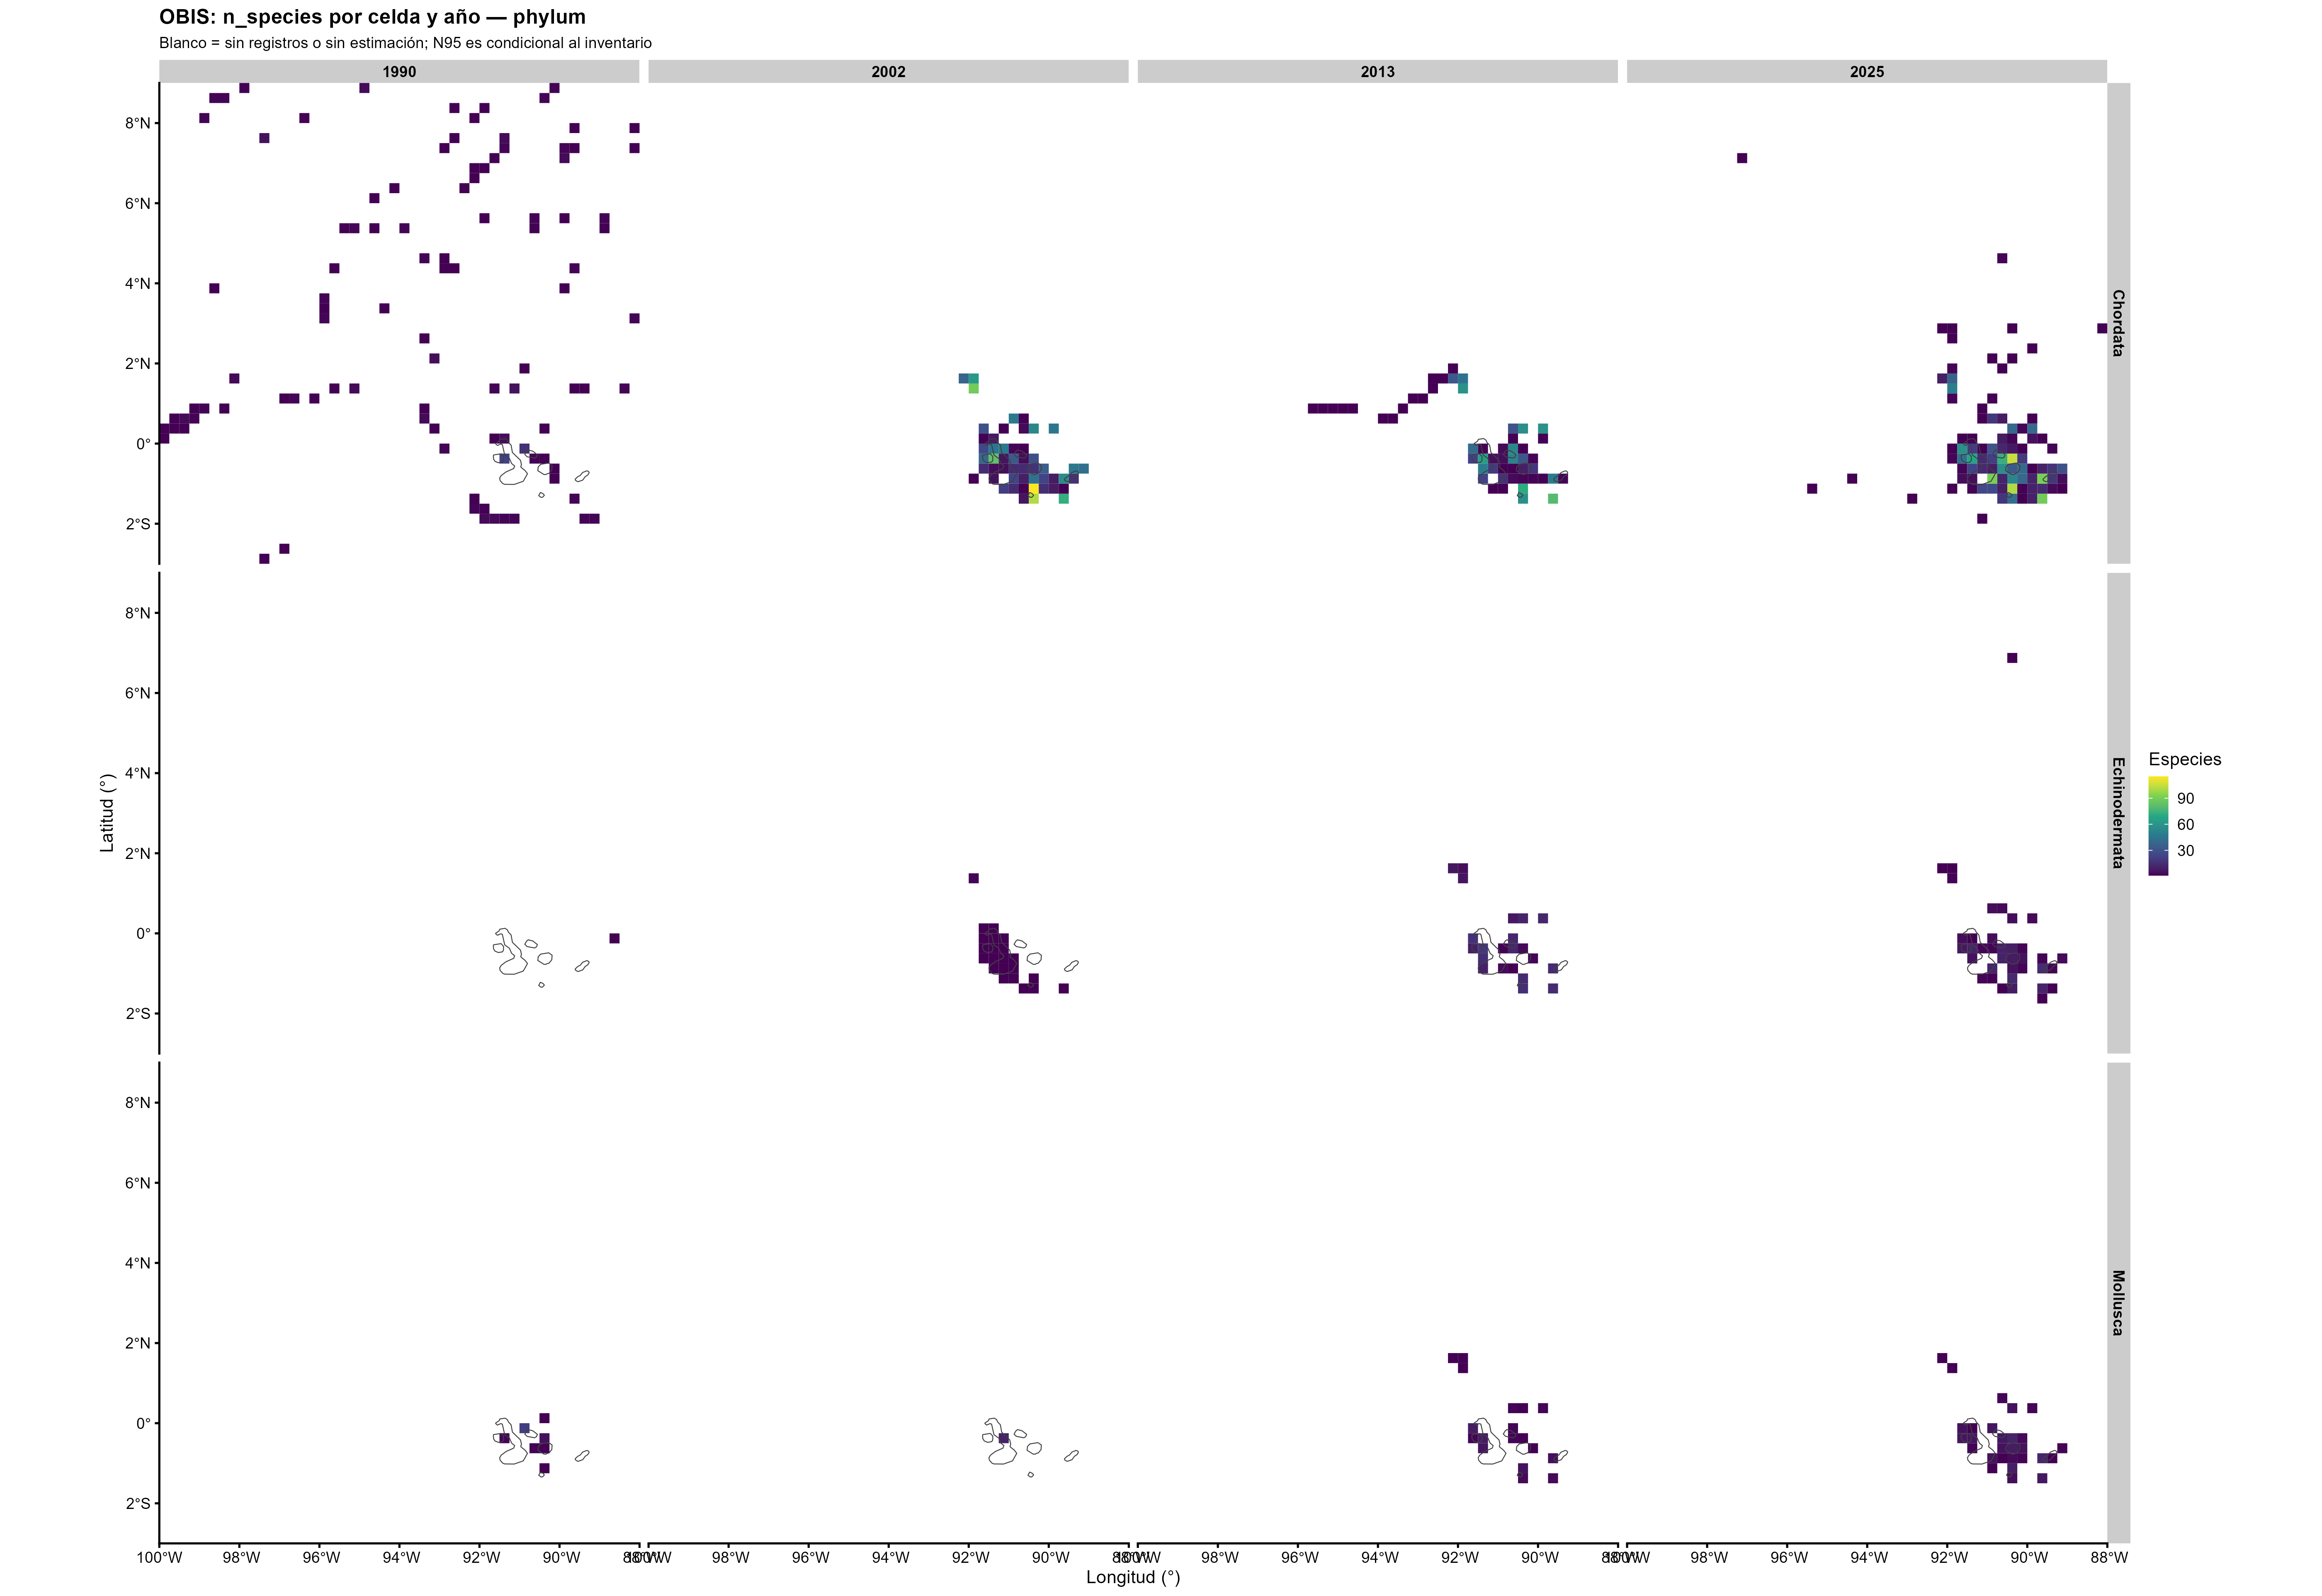 OBIS: n_species por celda y año — phylum
Blanco = sin registros o sin estimación; N95 es condicional al inventario
1990
2002
2013
2025
8°N
6°N
4°N
2°N
0°
2°S
Chordata
8°N
6°N
4°N
2°N
0°
2°S
Echinodermata
8°N
6°N
4°N
2°N
0°
2°S
Mollusca
Latitud (°)
Especies
90
60
30
100°W
98°W
96°W
94°W
92°W
90°W
88°W
100°W
98°W
96°W
94°W
92°W
90°W
88°W
100°W
98°W
96°W
94°W
92°W
90°W
88°W
100°W
98°W
96°W
94°W
92°W
90°W
88°W
Longitud (°)